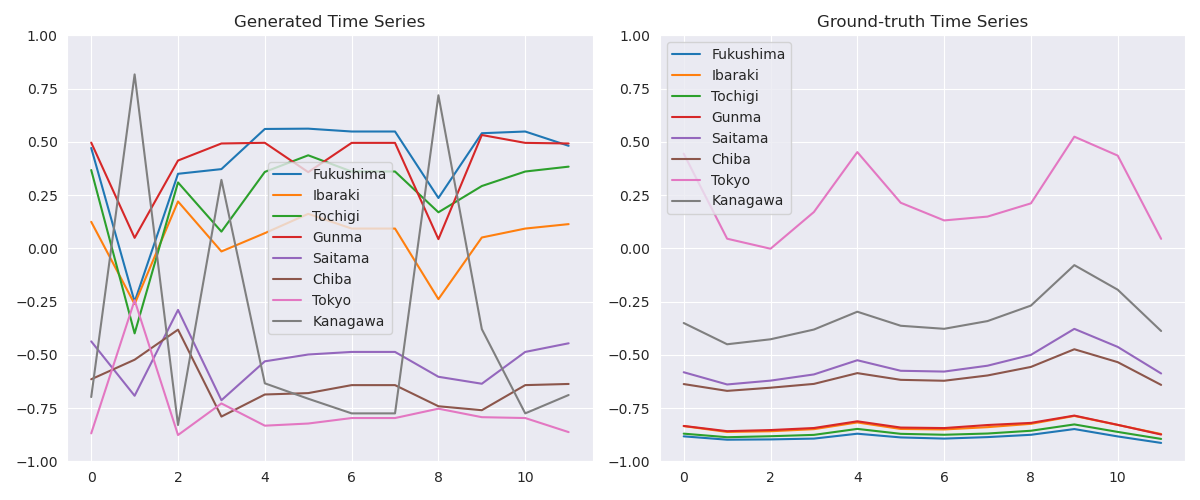 Generated Time Series
1.00
0.75
0.50
0.25
0.00
−0.25
−0.50
−0.75
−1.00
0 2 4 6 8 10
Fukushima
Ibaraki
Tochigi
Gunma
Saitama
Chiba
Tokyo
Kanagawa
Ground-truth Time Series
1.00
0.75
0.50
0.25
0.00
−0.25
−0.50
−0.75
−1.00
0 2 4 6 8 10
Fukushima
Ibaraki
Tochigi
Gunma
Saitama
Chiba
Tokyo
Kanagawa